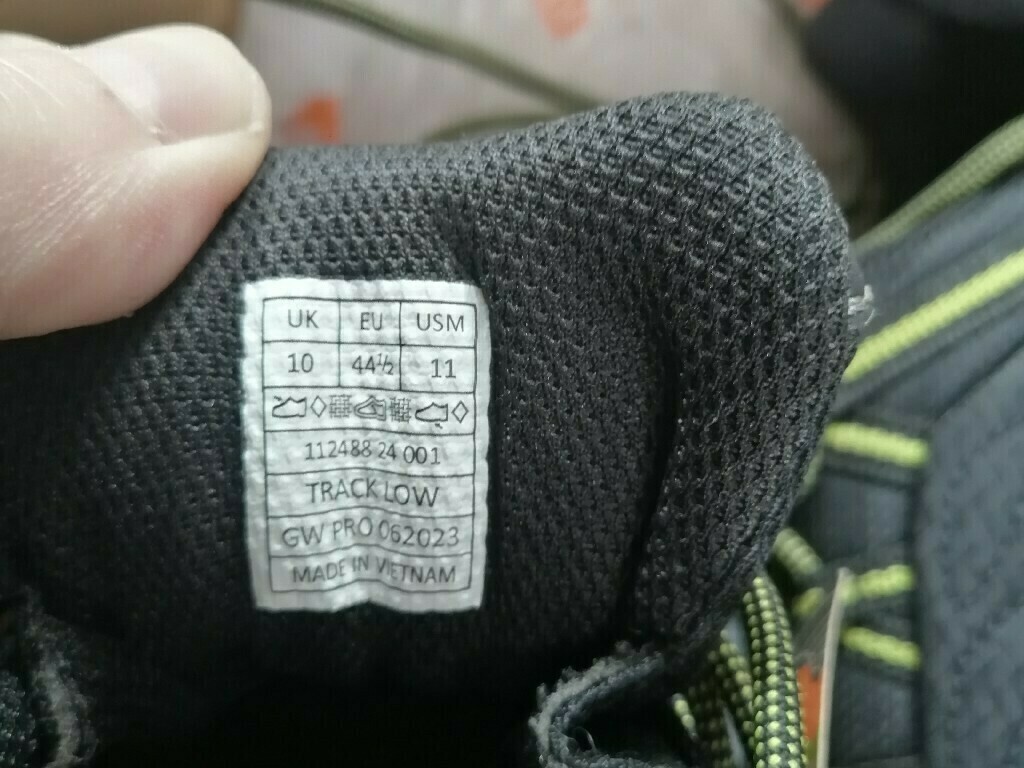 UK EU USM
10 44½ 11
112488 24 001
TRACK LOW
GW PRO 062023
MADE IN VIETNAM